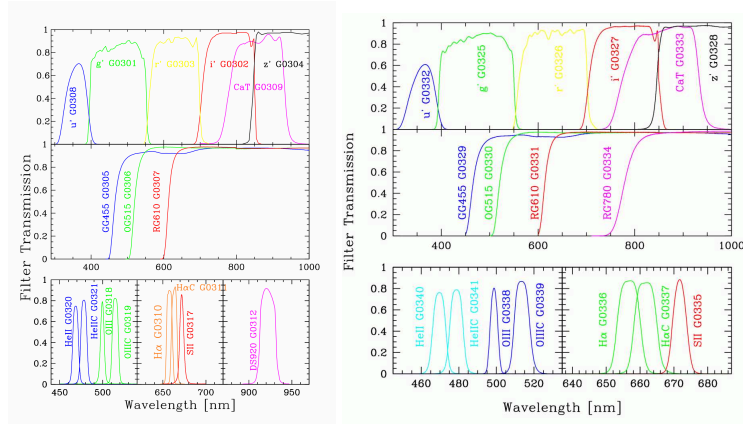 1
0.8
0.6
0.4
0.2
u' G0308
g' G0301
r' G0303
i' G0302
CaT G0309
z' G0304
1
0.8
0.6
0.4
0.2
0
GG455 G0305
OG515 G0306
RG610 G0307
400 600 800 1000
Filter Transmission
1
0.8
0.6
0.4
0.2
0
HeII G0320
HeIIC G0321
OIII G0318
OIIIC G0319
Hα G0310
HαC G0311
SII G0317
DS920 G0312
450 500 650 700 900 950
Wavelength [nm]
1
0.8
0.6
0.4
0.2
u' G0332
g' G0325
r' G0326
i' G0327
CaT G0333
z' G0328
1
0.8
0.6
0.4
0.2
0
GG455 G0329
OG515 G0330
RG610 G0331
RG780 G0334
400 600 800 1000
Filter Transmission
1
0.8
0.6
0.4
0.2
0
HeII G0340
HeIIC G0341
OIII G0338
OIIIC G0339
Hα G0336
HαC G0337
SII G0335
460 480 500 520 640 650 660 670 680
Wavelength [nm]